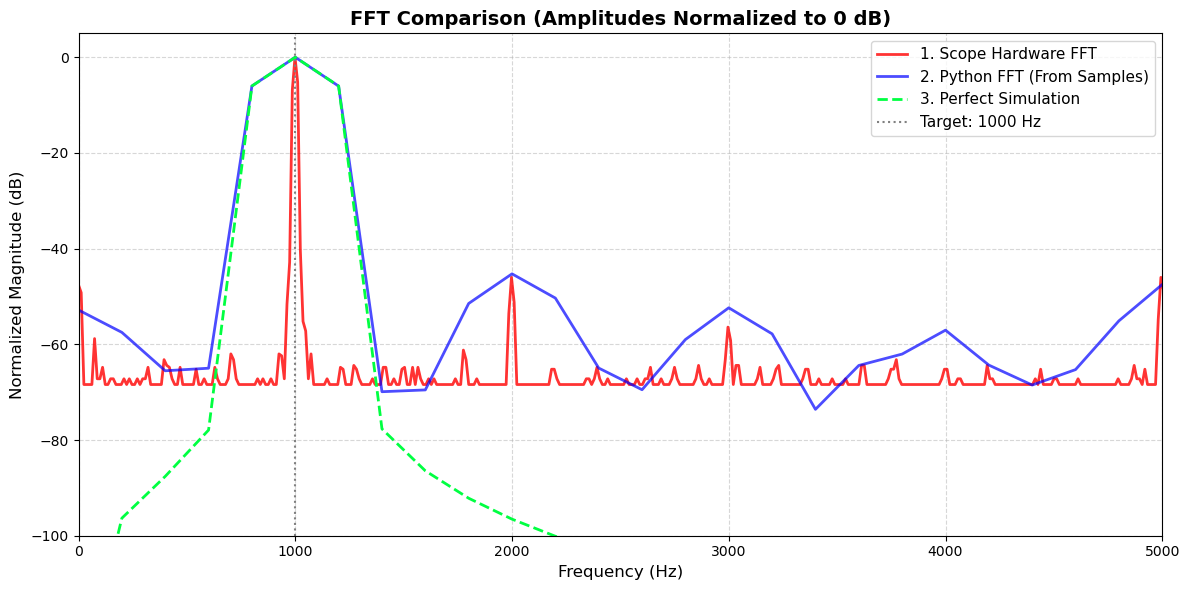 FFT Comparison (Amplitudes Normalized to 0 dB)
1. Scope Hardware FFT
2. Python FFT (From Samples)
3. Perfect Simulation
Target: 1000 Hz
Normalized Magnitude (dB)
0
−20
−40
−60
−80
−100
0 1000 2000 3000 4000 5000
Frequency (Hz)